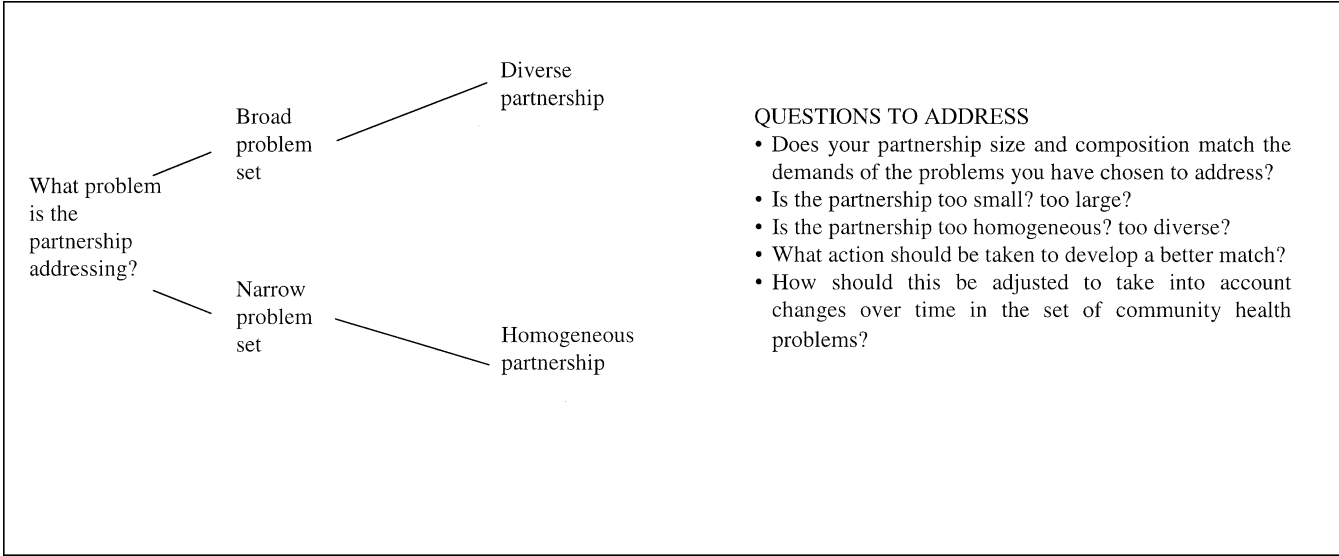 What problem
is the
partnership
addressing?
Broad
problem
set
Diverse
partnership
Narrow
problem
set
Homogeneous
partnership
QUESTIONS TO ADDRESS
• Does your partnership size and composition match the
demands of the problems you have chosen to address?
• Is the partnership too small? too large?
• Is the partnership too homogeneous? too diverse?
• What action should be taken to develop a better match?
• How should this be adjusted to take into account
changes over time in the set of community health
problems?